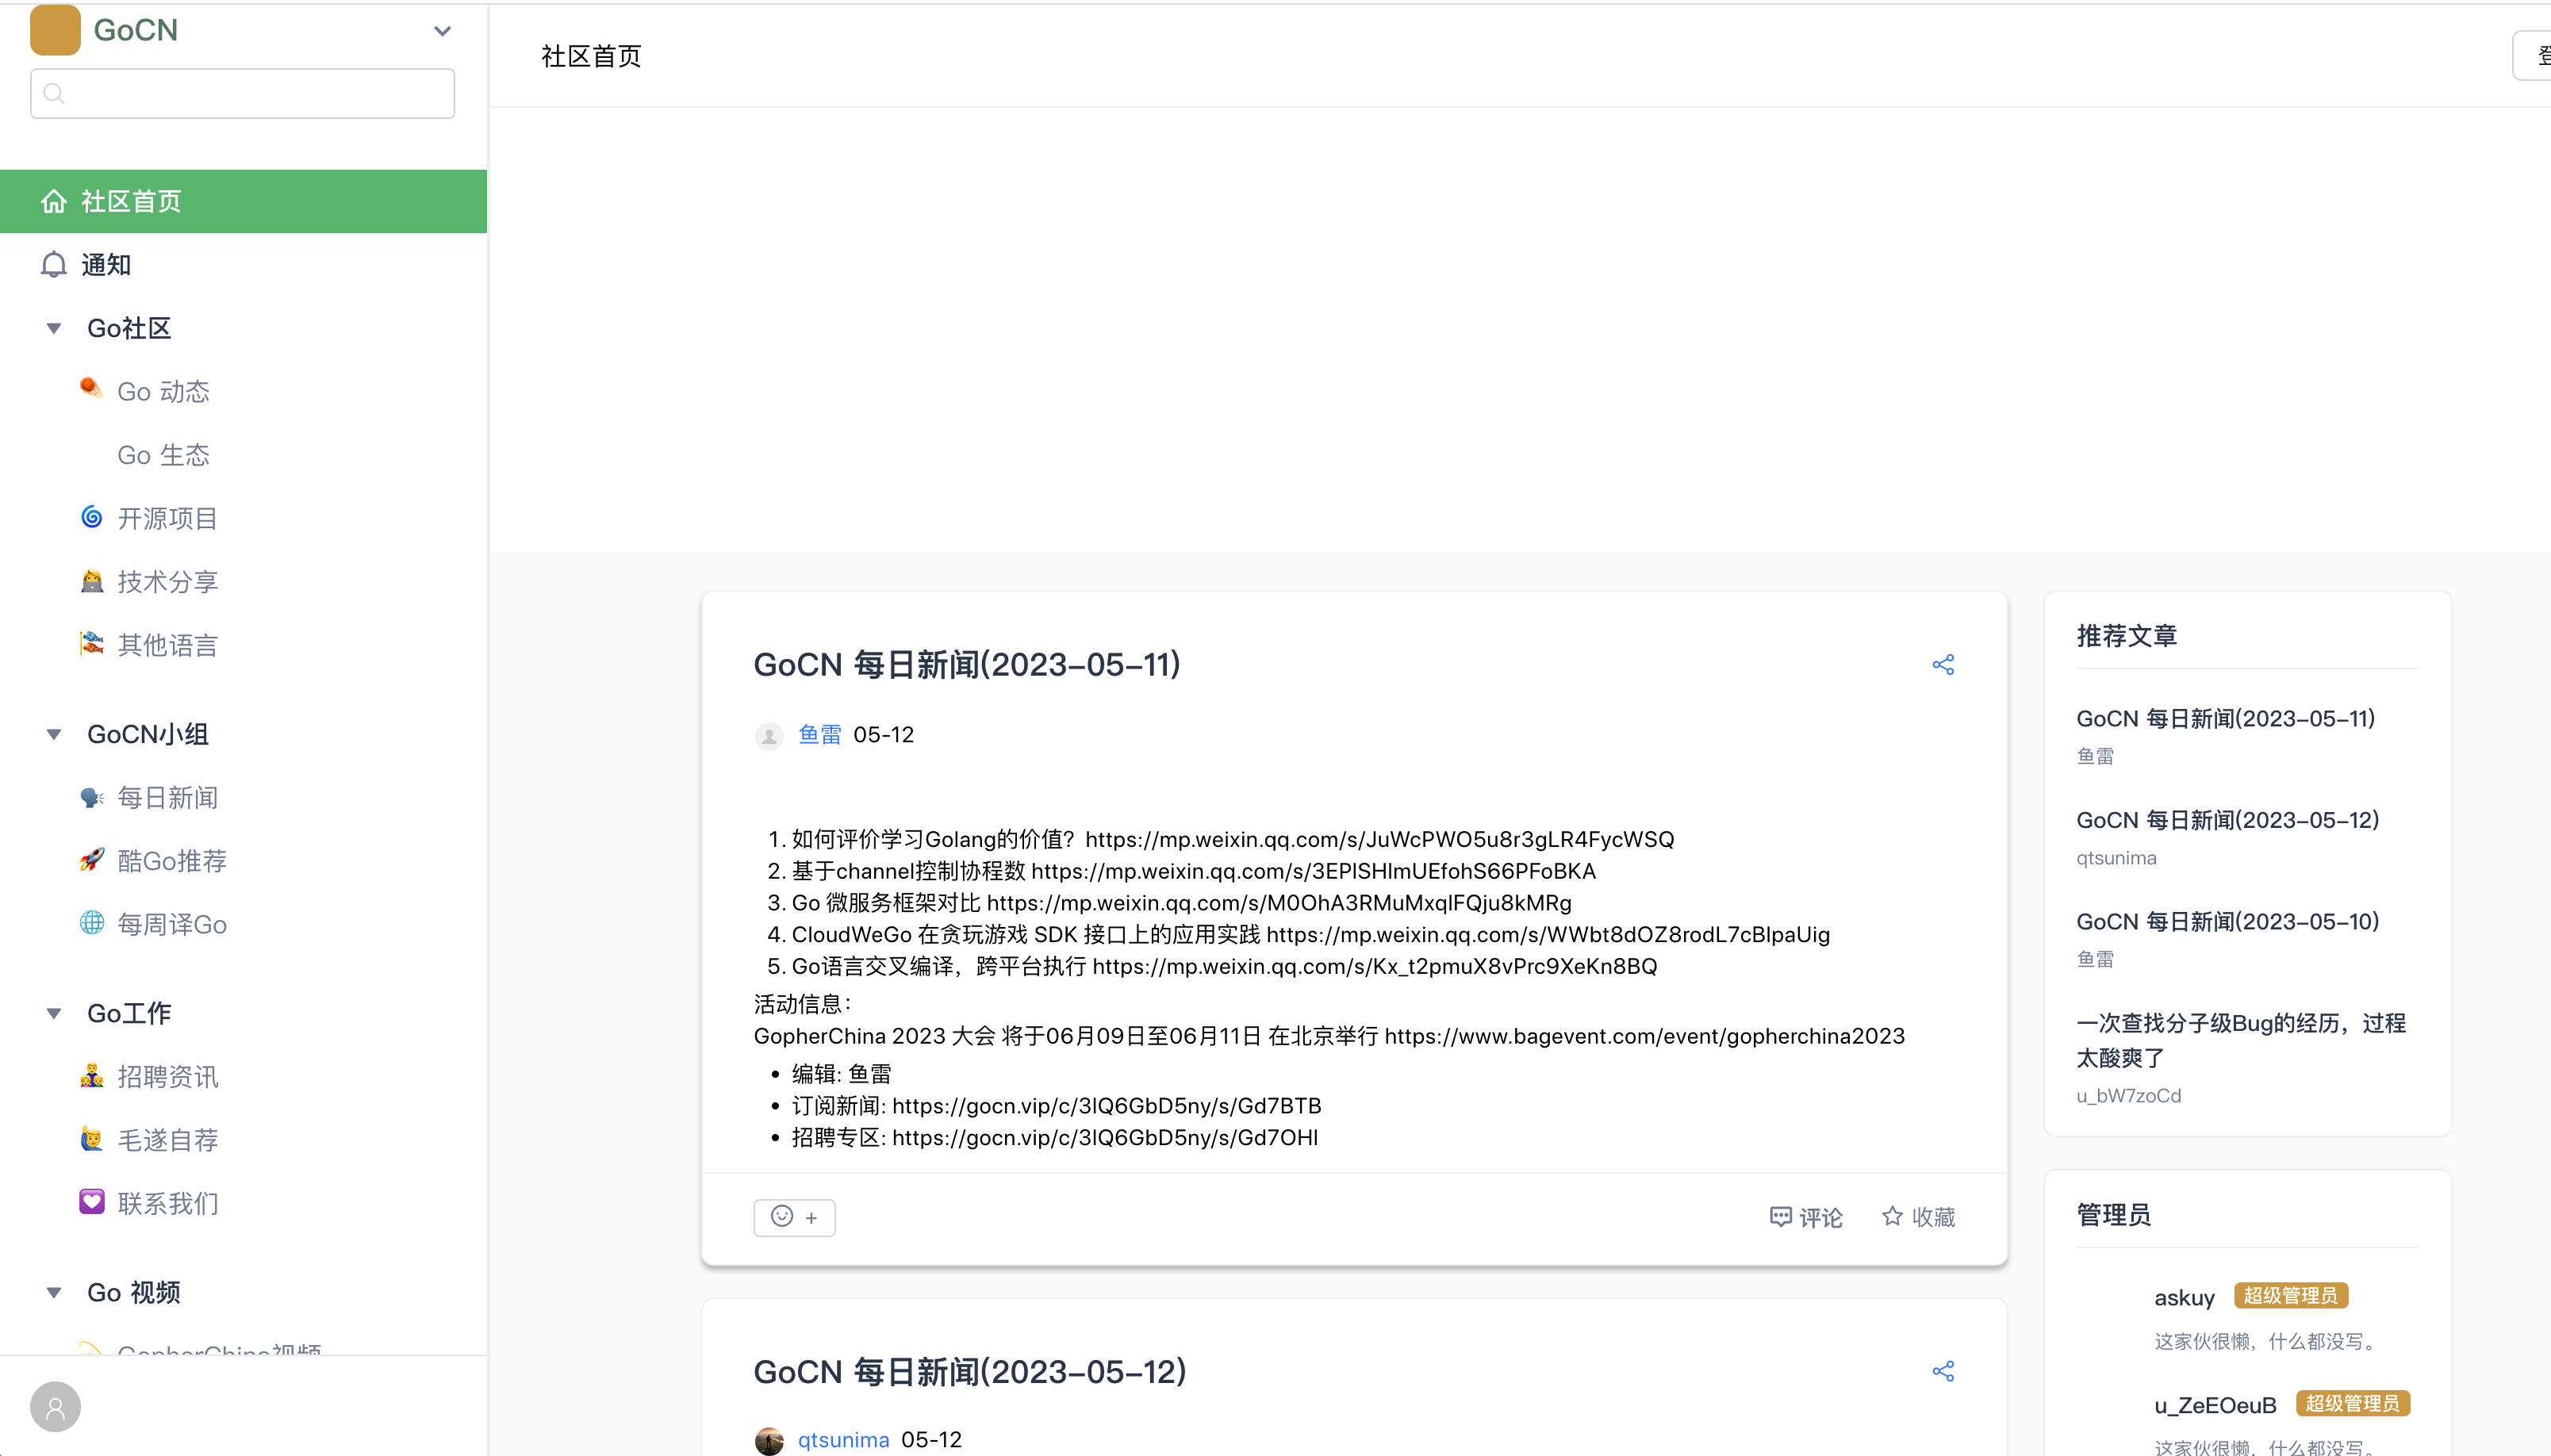 GoCN
社区首页
通知
Go社区
Go 动态
Go 生态
开源项目
技术分享
其他语言
GoCN小组
每日新闻
酷Go推荐
每周译Go
Go工作
招聘资讯
毛遂自荐
联系我们
Go 视频
GopherChina视频
社区首页
登
GoCN 每日新闻(2023-05-11)
鱼雷 05-12
1. 如何评价学习Golang的价值？https://mp.weixin.qq.com/s/JuWcPWO5u8r3gLR4FycWSQ
2. 基于channel控制协程数 https://mp.weixin.qq.com/s/3EPlSHlmUEfohS66PFoBKA
3. Go 微服务框架对比 https://mp.weixin.qq.com/s/M0OhA3RMuMxqlFQju8kMRg
4. CloudWeGo 在贪玩游戏 SDK 接口上的应用实践 https://mp.weixin.qq.com/s/WWbt8dOZ8rodL7cBlpaUig
5. Go语言交叉编译，跨平台执行 https://mp.weixin.qq.com/s/Kx_t2pmuX8vPrc9XeKn8BQ
活动信息：
GopherChina 2023 大会 将于06月09日至06月11日 在北京举行 https://www.bagevent.com/event/gopherchina2023
• 编辑: 鱼雷
• 订阅新闻: https://gocn.vip/c/3lQ6GbD5ny/s/Gd7BTB
• 招聘专区: https://gocn.vip/c/3lQ6GbD5ny/s/Gd7OHl
+
评论 收藏
GoCN 每日新闻(2023-05-12)
qtsunima 05-12
推荐文章
GoCN 每日新闻(2023-05-11)
鱼雷
GoCN 每日新闻(2023-05-12)
qtsunima
GoCN 每日新闻(2023-05-10)
鱼雷
一次查找分子级Bug的经历，过程
太酸爽了
u_bW7zoCd
管理员
askuy 超级管理员
这家伙很懒，什么都没写。
u_ZeEOeuB 超级管理员
这家伙很懒，什么都没写。